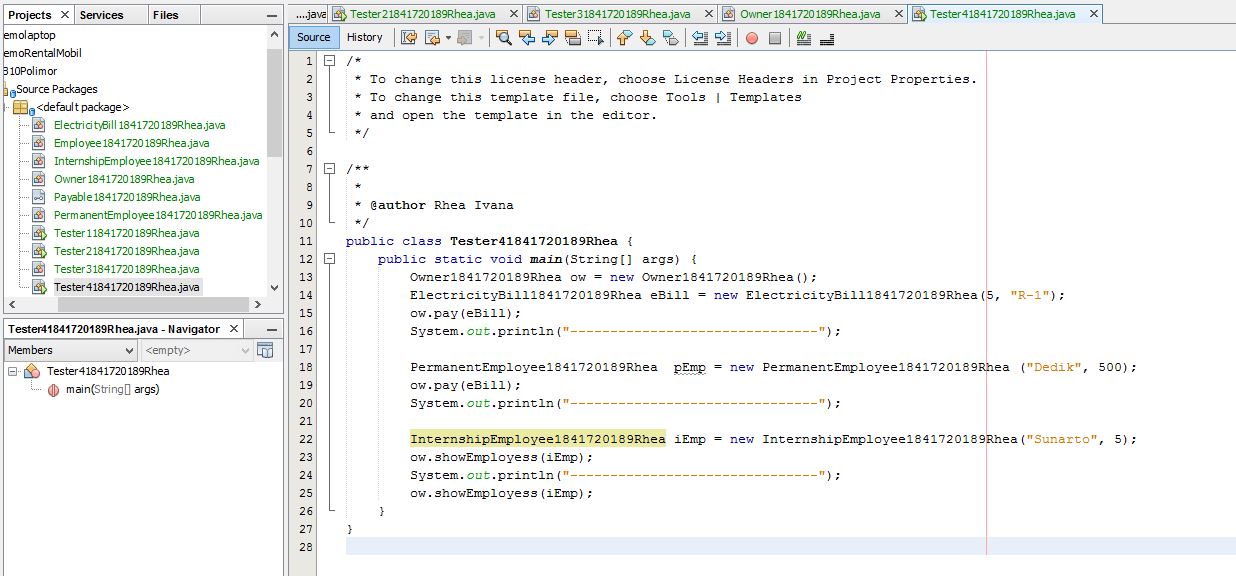 Projects × Services Files
emolaptop
emoRentalMobil
B10Polimor
Source Packages
<default package>
ElectricityBill1841720189Rhea.java
Employee1841720189Rhea.java
InternshipEmployee1841720189Rhea.java
Owner1841720189Rhea.java
Payable1841720189Rhea.java
PermanentEmployee1841720189Rhea.java
Tester11841720189Rhea.java
Tester21841720189Rhea.java
Tester31841720189Rhea.java
Tester41841720189Rhea.java
Tester41841720189Rhea.java - Navigator ×
Members <empty>
Tester41841720189Rhea
main(String[] args)
....java Tester21841720189Rhea.java × Tester31841720189Rhea.java × Owner1841720189Rhea.java × Tester41841720189Rhea.java ×
Source History
1 /*
2 * To change this license header, choose License Headers in Project Properties.
3 * To change this template file, choose Tools | Templates
4 * and open the template in the editor.
5 */
6
7 /**
8 *
9 * @author Rhea Ivana
10 */
11 public class Tester41841720189Rhea {
12 public static void main(String[] args) {
13 Owner1841720189Rhea ow = new Owner1841720189Rhea();
14 ElectricityBill1841720189Rhea eBill = new ElectricityBill1841720189Rhea(5, "R-1");
15 ow.pay(eBill);
16 System.out.println("-------------------------------");
17
18 PermanentEmployee1841720189Rhea pEmp = new PermanentEmployee1841720189Rhea ("Dedik", 500);
19 ow.pay(eBill);
20 System.out.println("-------------------------------");
21
22 InternshipEmployee1841720189Rhea iEmp = new InternshipEmployee1841720189Rhea("Sunarto", 5);
23 ow.showEmployess(iEmp);
24 System.out.println("-------------------------------");
25 ow.showEmployess(iEmp);
26 }
27 }
28